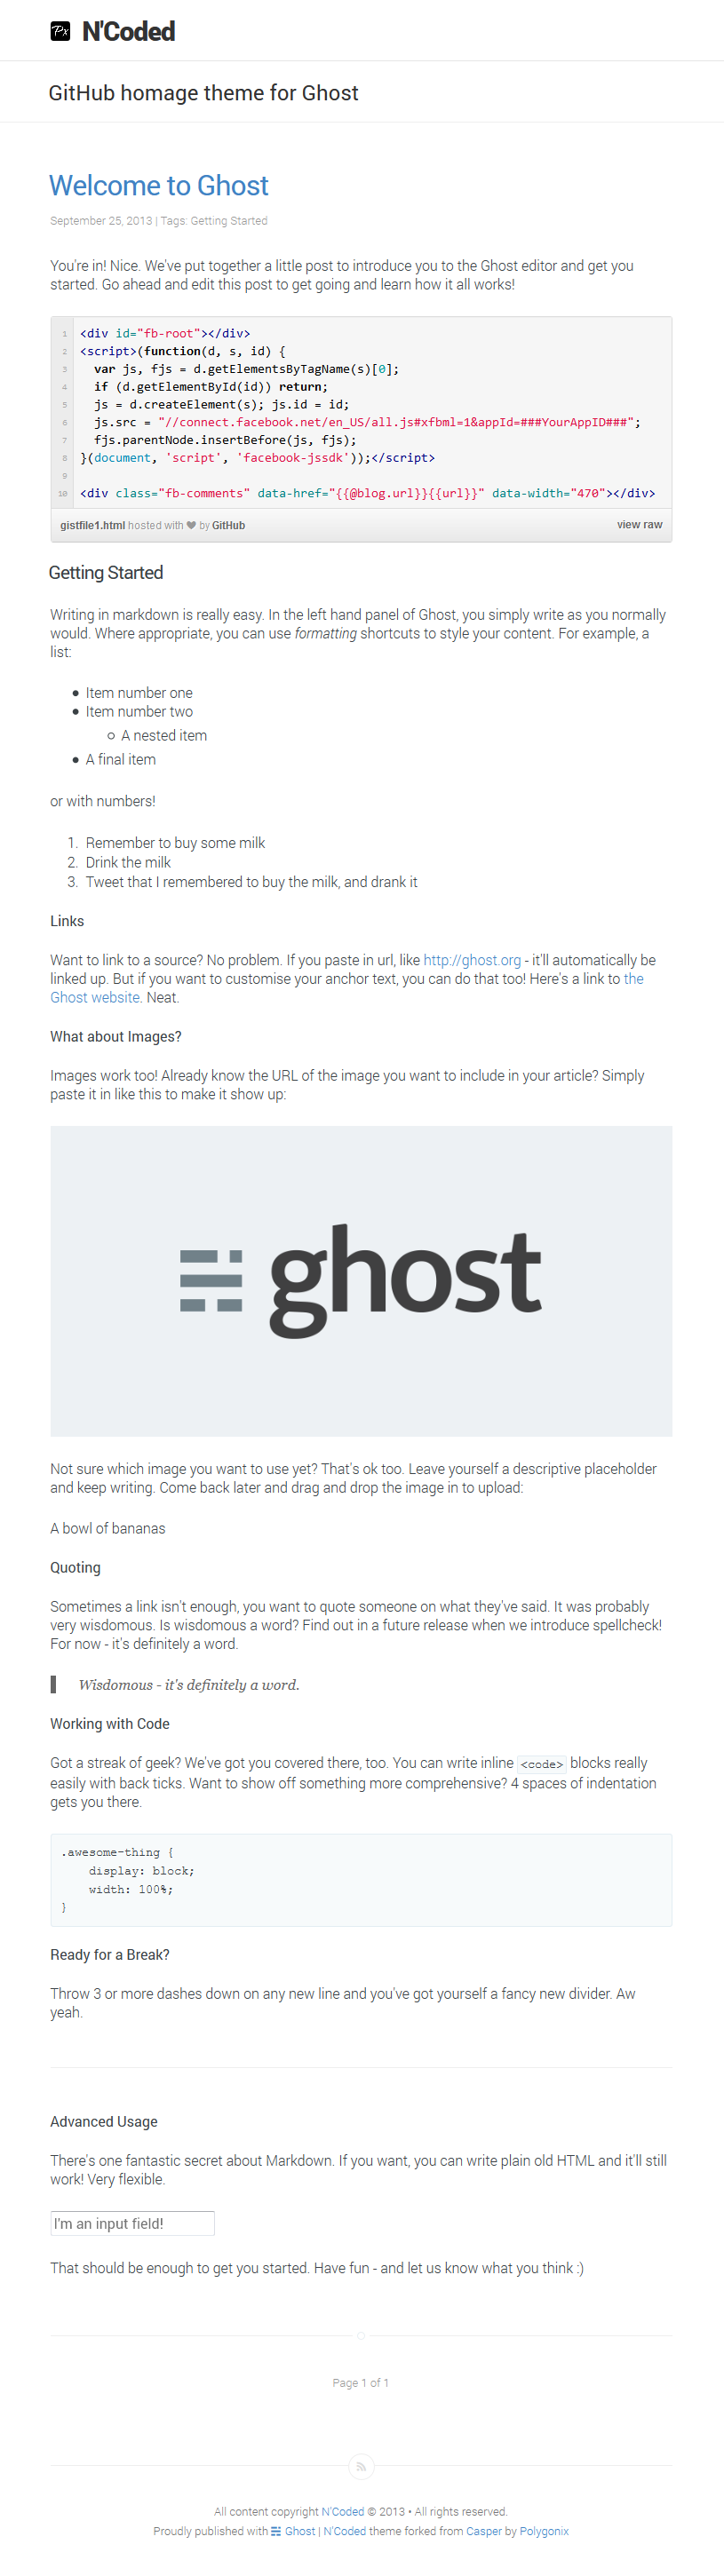 Px N'Coded
GitHub homage theme for Ghost
Welcome to Ghost
September 25, 2013 | Tags: Getting Started
You're in! Nice. We've put together a little post to introduce you to the Ghost editor and get you
started. Go ahead and edit this post to get going and learn how it all works!
1 <div id="fb-root"></div>
2 <script>(function(d, s, id) {
3   var js, fjs = d.getElementsByTagName(s)[0];
4   if (d.getElementById(id)) return;
5   js = d.createElement(s); js.id = id;
6   js.src = "//connect.facebook.net/en_US/all.js#xfbml=1&appId=###YourAppID###";
7   fjs.parentNode.insertBefore(js, fjs);
8 }(document, 'script', 'facebook-jssdk'));</script>
9
10 <div class="fb-comments" data-href="{{@blog.url}}{{url}}" data-width="470"></div>
gistfile1.html hosted with ❤ by GitHub view raw
Getting Started
Writing in markdown is really easy. In the left hand panel of Ghost, you simply write as you normally
would. Where appropriate, you can use formatting shortcuts to style your content. For example, a
list:
• Item number one
• Item number two
◦ A nested item
• A final item
or with numbers!
1. Remember to buy some milk
2. Drink the milk
3. Tweet that I remembered to buy the milk, and drank it
Links
Want to link to a source? No problem. If you paste in url, like http://ghost.org - it'll automatically be
linked up. But if you want to customise your anchor text, you can do that too! Here's a link to the
Ghost website. Neat.
What about Images?
Images work too! Already know the URL of the image you want to include in your article? Simply
paste it in like this to make it show up:
ghost
Not sure which image you want to use yet? That's ok too. Leave yourself a descriptive placeholder
and keep writing. Come back later and drag and drop the image in to upload:
A bowl of bananas
Quoting
Sometimes a link isn't enough, you want to quote someone on what they've said. It was probably
very wisdomous. Is wisdomous a word? Find out in a future release when we introduce spellcheck!
For now - it's definitely a word.
Wisdomous - it's definitely a word.
Working with Code
Got a streak of geek? We've got you covered there, too. You can write inline <code> blocks really
easily with back ticks. Want to show off something more comprehensive? 4 spaces of indentation
gets you there.
.awesome-thing {
    display: block;
    width: 100%;
}
Ready for a Break?
Throw 3 or more dashes down on any new line and you've got yourself a fancy new divider. Aw
yeah.
Advanced Usage
There's one fantastic secret about Markdown. If you want, you can write plain old HTML and it'll still
work! Very flexible.
I'm an input field!
That should be enough to get you started. Have fun - and let us know what you think :)
Page 1 of 1
All content copyright N'Coded © 2013 • All rights reserved.
Proudly published with Ghost | N'Coded theme forked from Casper by Polygonix